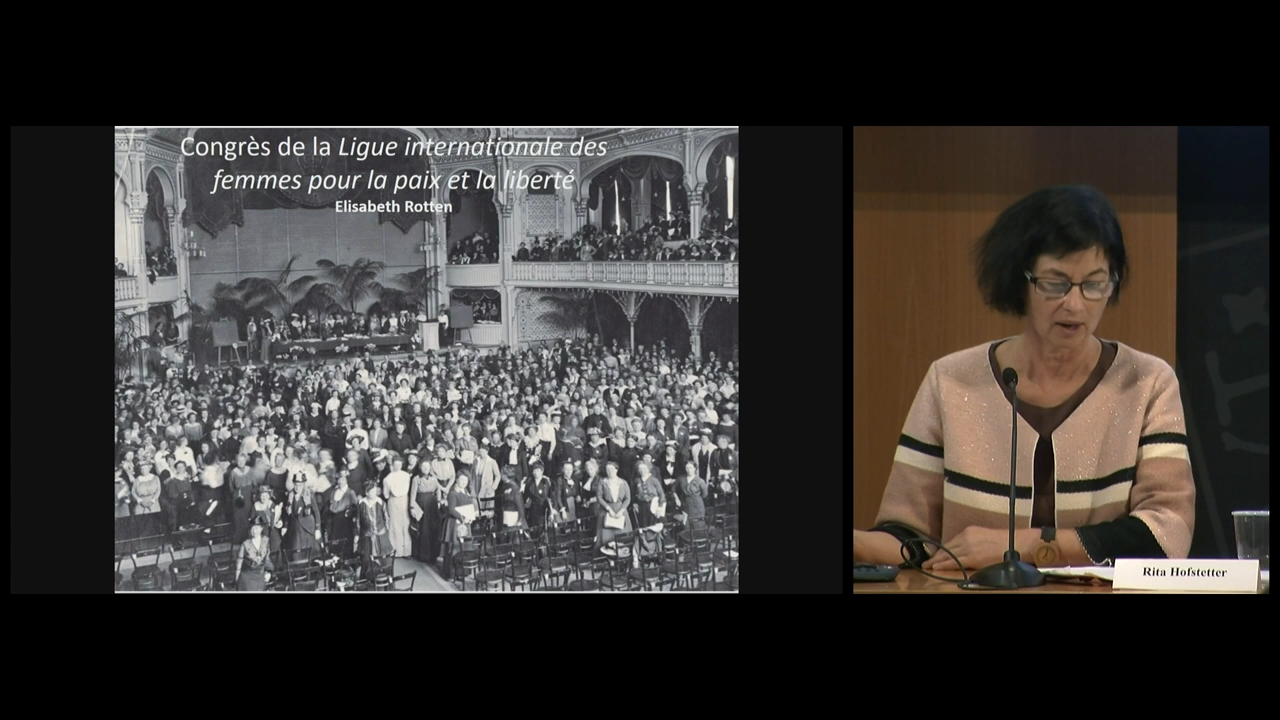 Congrès de la Ligue internationale des
femmes pour la paix et la liberté
Elisabeth Rotten
Rita Hofstetter